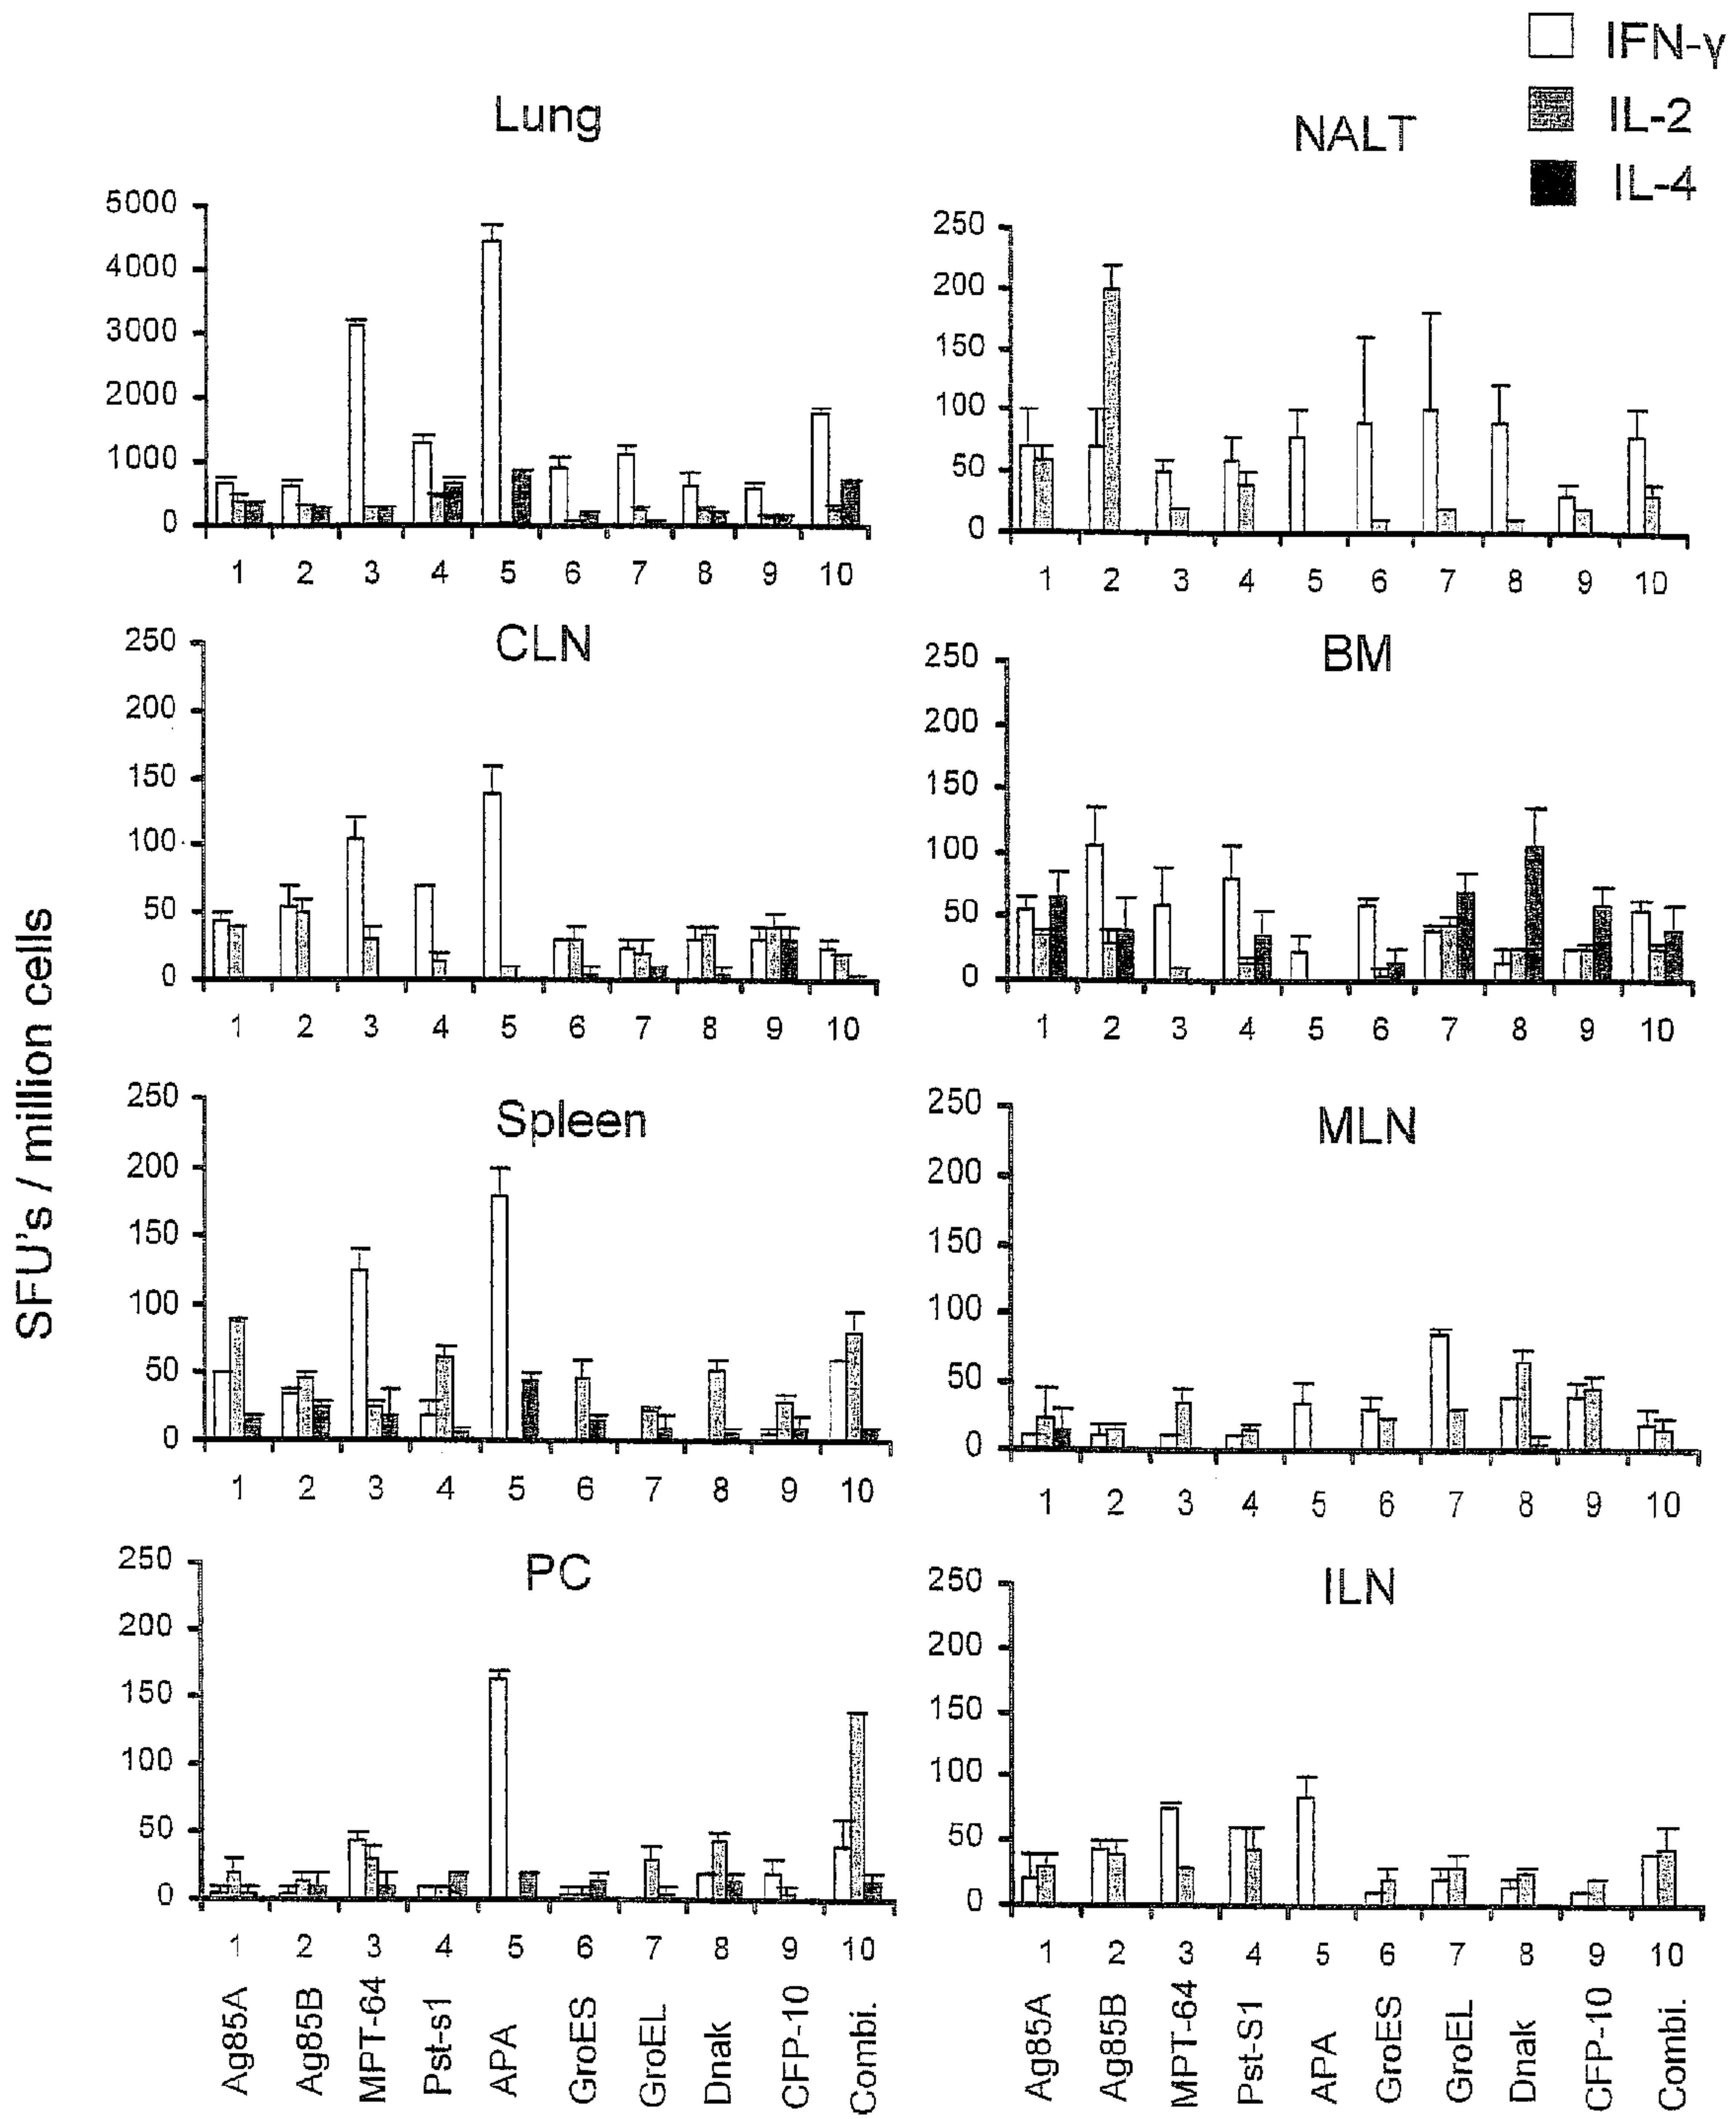 IFN-γ
IL-2
IL-4
Lung
5000
4000
3000
2000
1000
0
1 2 3 4 5 6 7 8 9 10
NALT
250
200
150
100
50
0
1 2 3 4 5 6 7 8 9 10
CLN
250
200
150
100
50
0
1 2 3 4 5 6 7 8 9 10
BM
250
200
150
100
50
0
1 2 3 4 5 6 7 8 9 10
SFU's / million cells
Spleen
250
200
150
100
50
0
1 2 3 4 5 6 7 8 9 10
MLN
250
200
150
100
50
0
1 2 3 4 5 6 7 8 9 10
PC
250
200
150
100
50
0
1 2 3 4 5 6 7 8 9 10
Ag85A
Ag85B
MPT-64
Pst-s1
APA
GroES
GroEL
Dnak
CFP-10
Combi.
ILN
250
200
150
100
50
0
1 2 3 4 5 6 7 8 9 10
Ag85A
Ag85B
MPT-64
Pst-S1
APA
GroES
GroEL
Dnak
CFP-10
Combi.